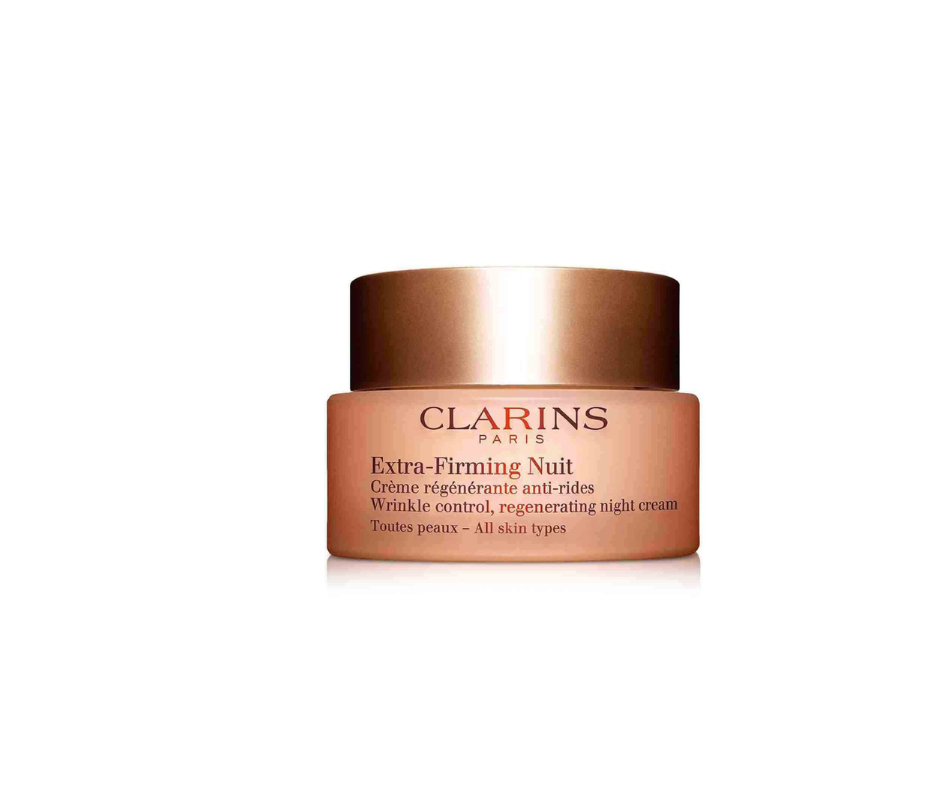 CLARINS
PARIS
Extra-Firming Nuit
Crème régénérante anti-rides
Wrinkle control, regenerating night cream
Toutes peaux – All skin types